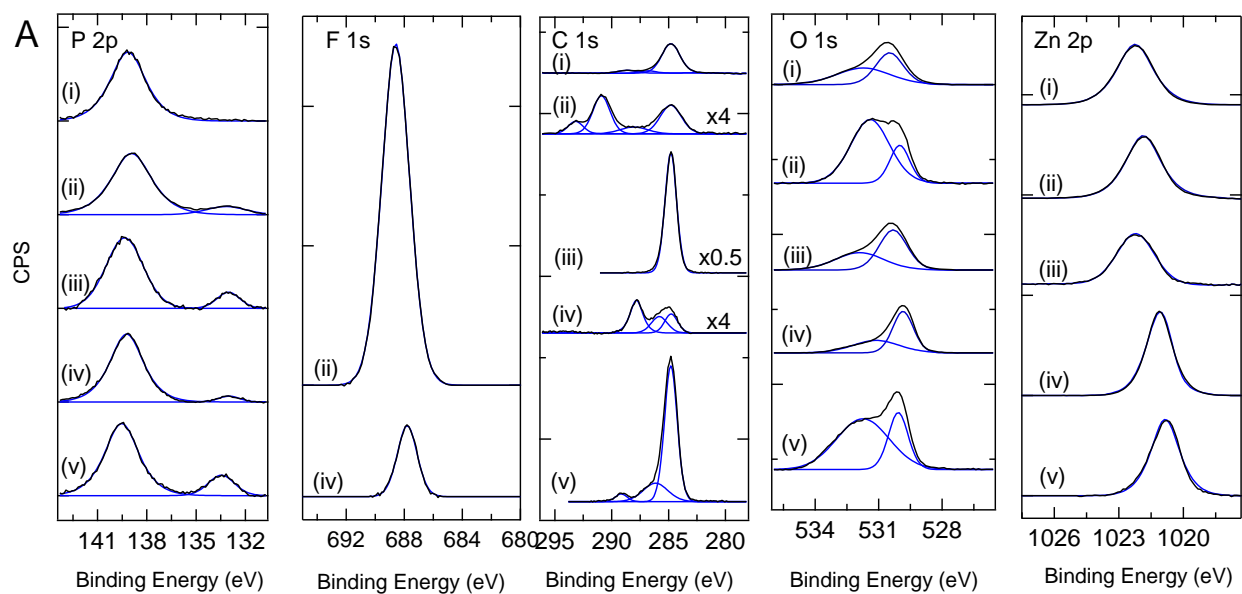 A
P 2p
F 1s
C 1s
O 1s
Zn 2p
CPS
(i)
(ii)
(iii)
(iv)
(v)
(ii)
(iv)
(i)
(ii)
x4
(iii)
x0.5
(iv)
x4
(v)
(i)
(ii)
(iii)
(iv)
(v)
(i)
(ii)
(iii)
(iv)
(v)
141 138 135 132
692 688 684 680
295 290 285 280
534 531 528
1026 1023 1020
Binding Energy (eV)
Binding Energy (eV)
Binding Energy (eV)
Binding Energy (eV)
Binding Energy (eV)